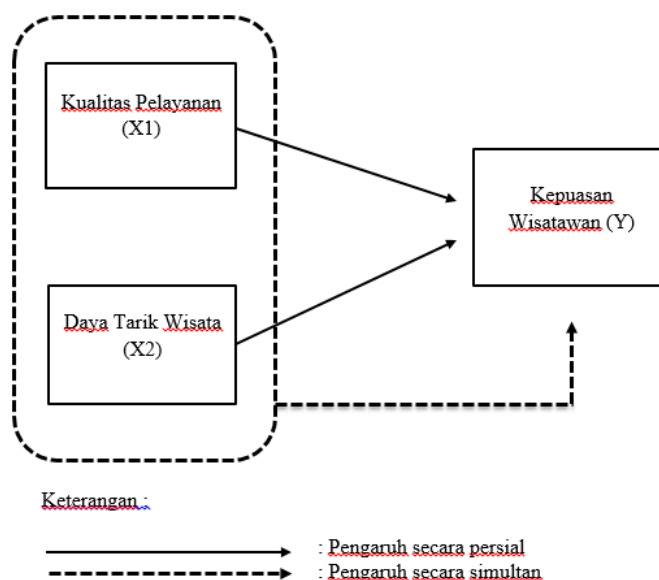 Kualitas Pelayanan
(X1)
Kepuasan
Wisatawan (Y)
Daya Tarik Wisata
(X2)
Keterangan :
: Pengaruh secara persial
: Pengaruh secara simultan